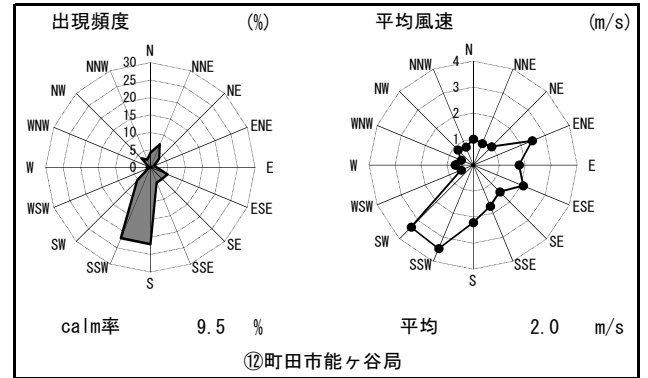 出現頻度 (%)
N
NNW NNE
NW NE
WNW ENE
W E
WSW ESE
SW SE
SSW SSE
S
30
25
20
15
10
5
0
calm率 9.5 %
平均風速 (m/s)
N
NNW NNE
NW NE
WNW ENE
W E
WSW ESE
SW SE
SSW SSE
S
4
3
2
1
平均 2.0 m/s
⑫町田市能ヶ谷局